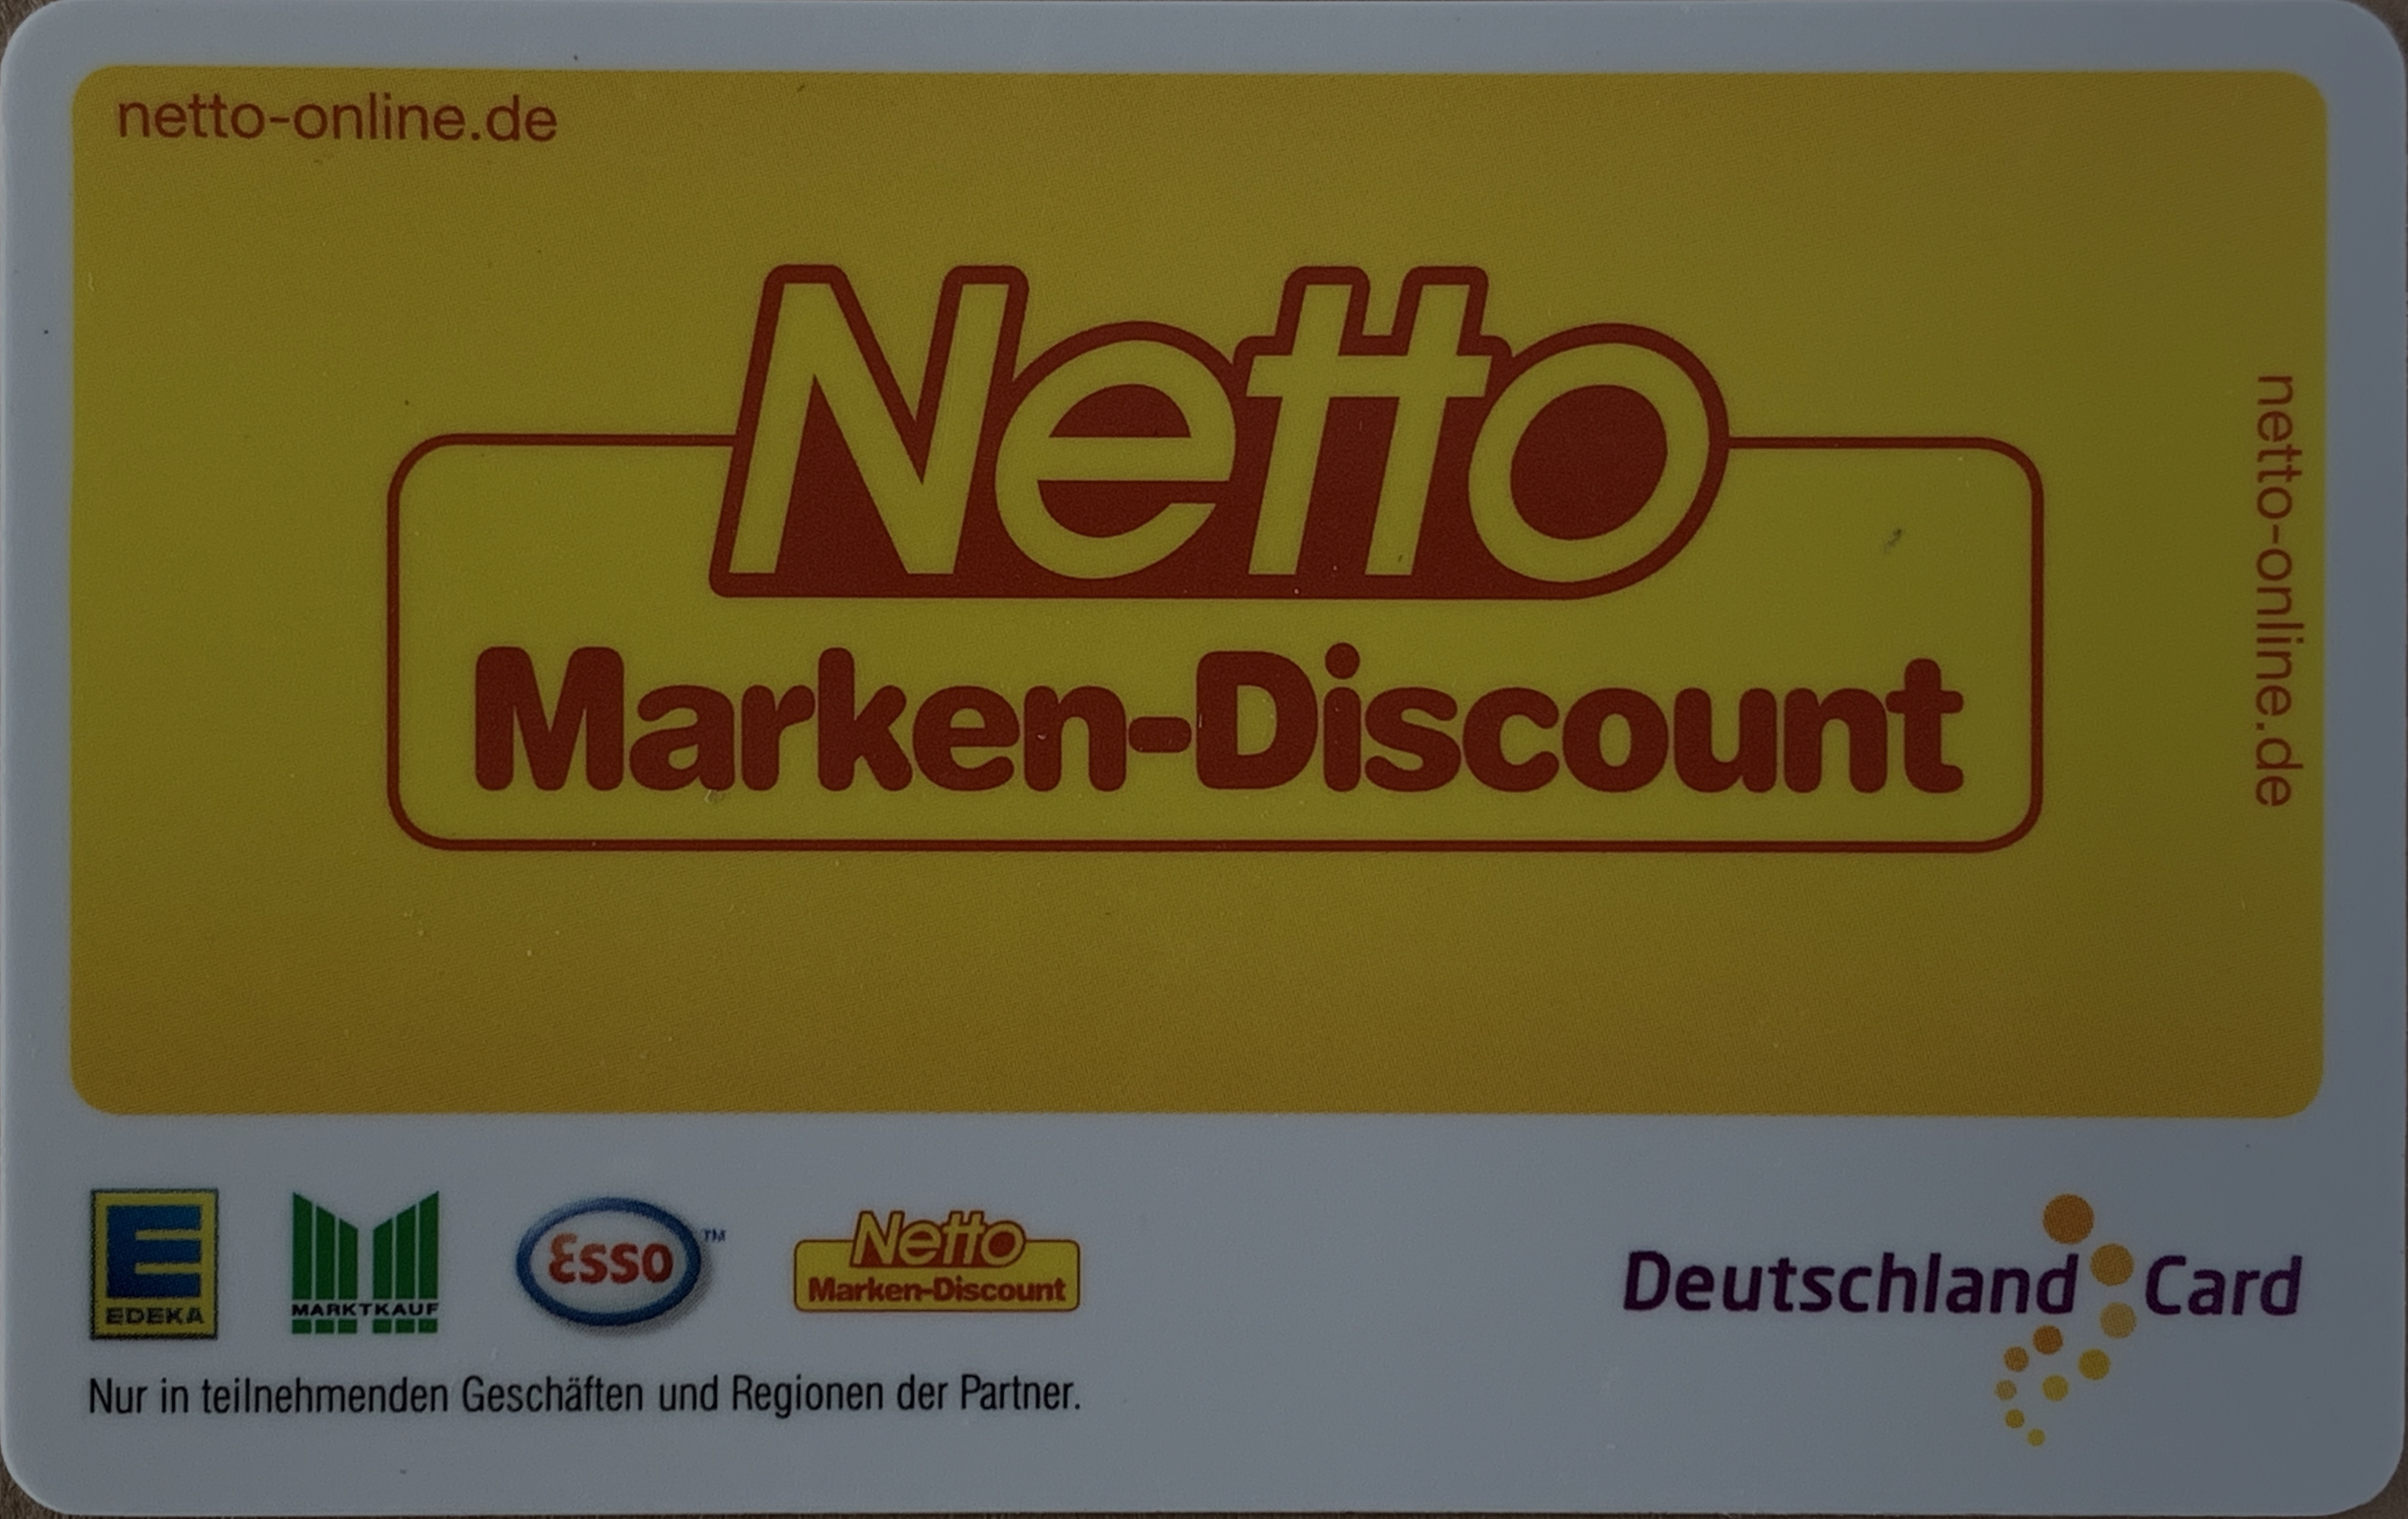 netto-online.de
Netto
Marken-Discount
netto-online.de
EDEKA
MARKTKAUF
Esso™
Netto
Marken-Discount
Deutschland Card
Nur in teilnehmenden Geschäften und Regionen der Partner.